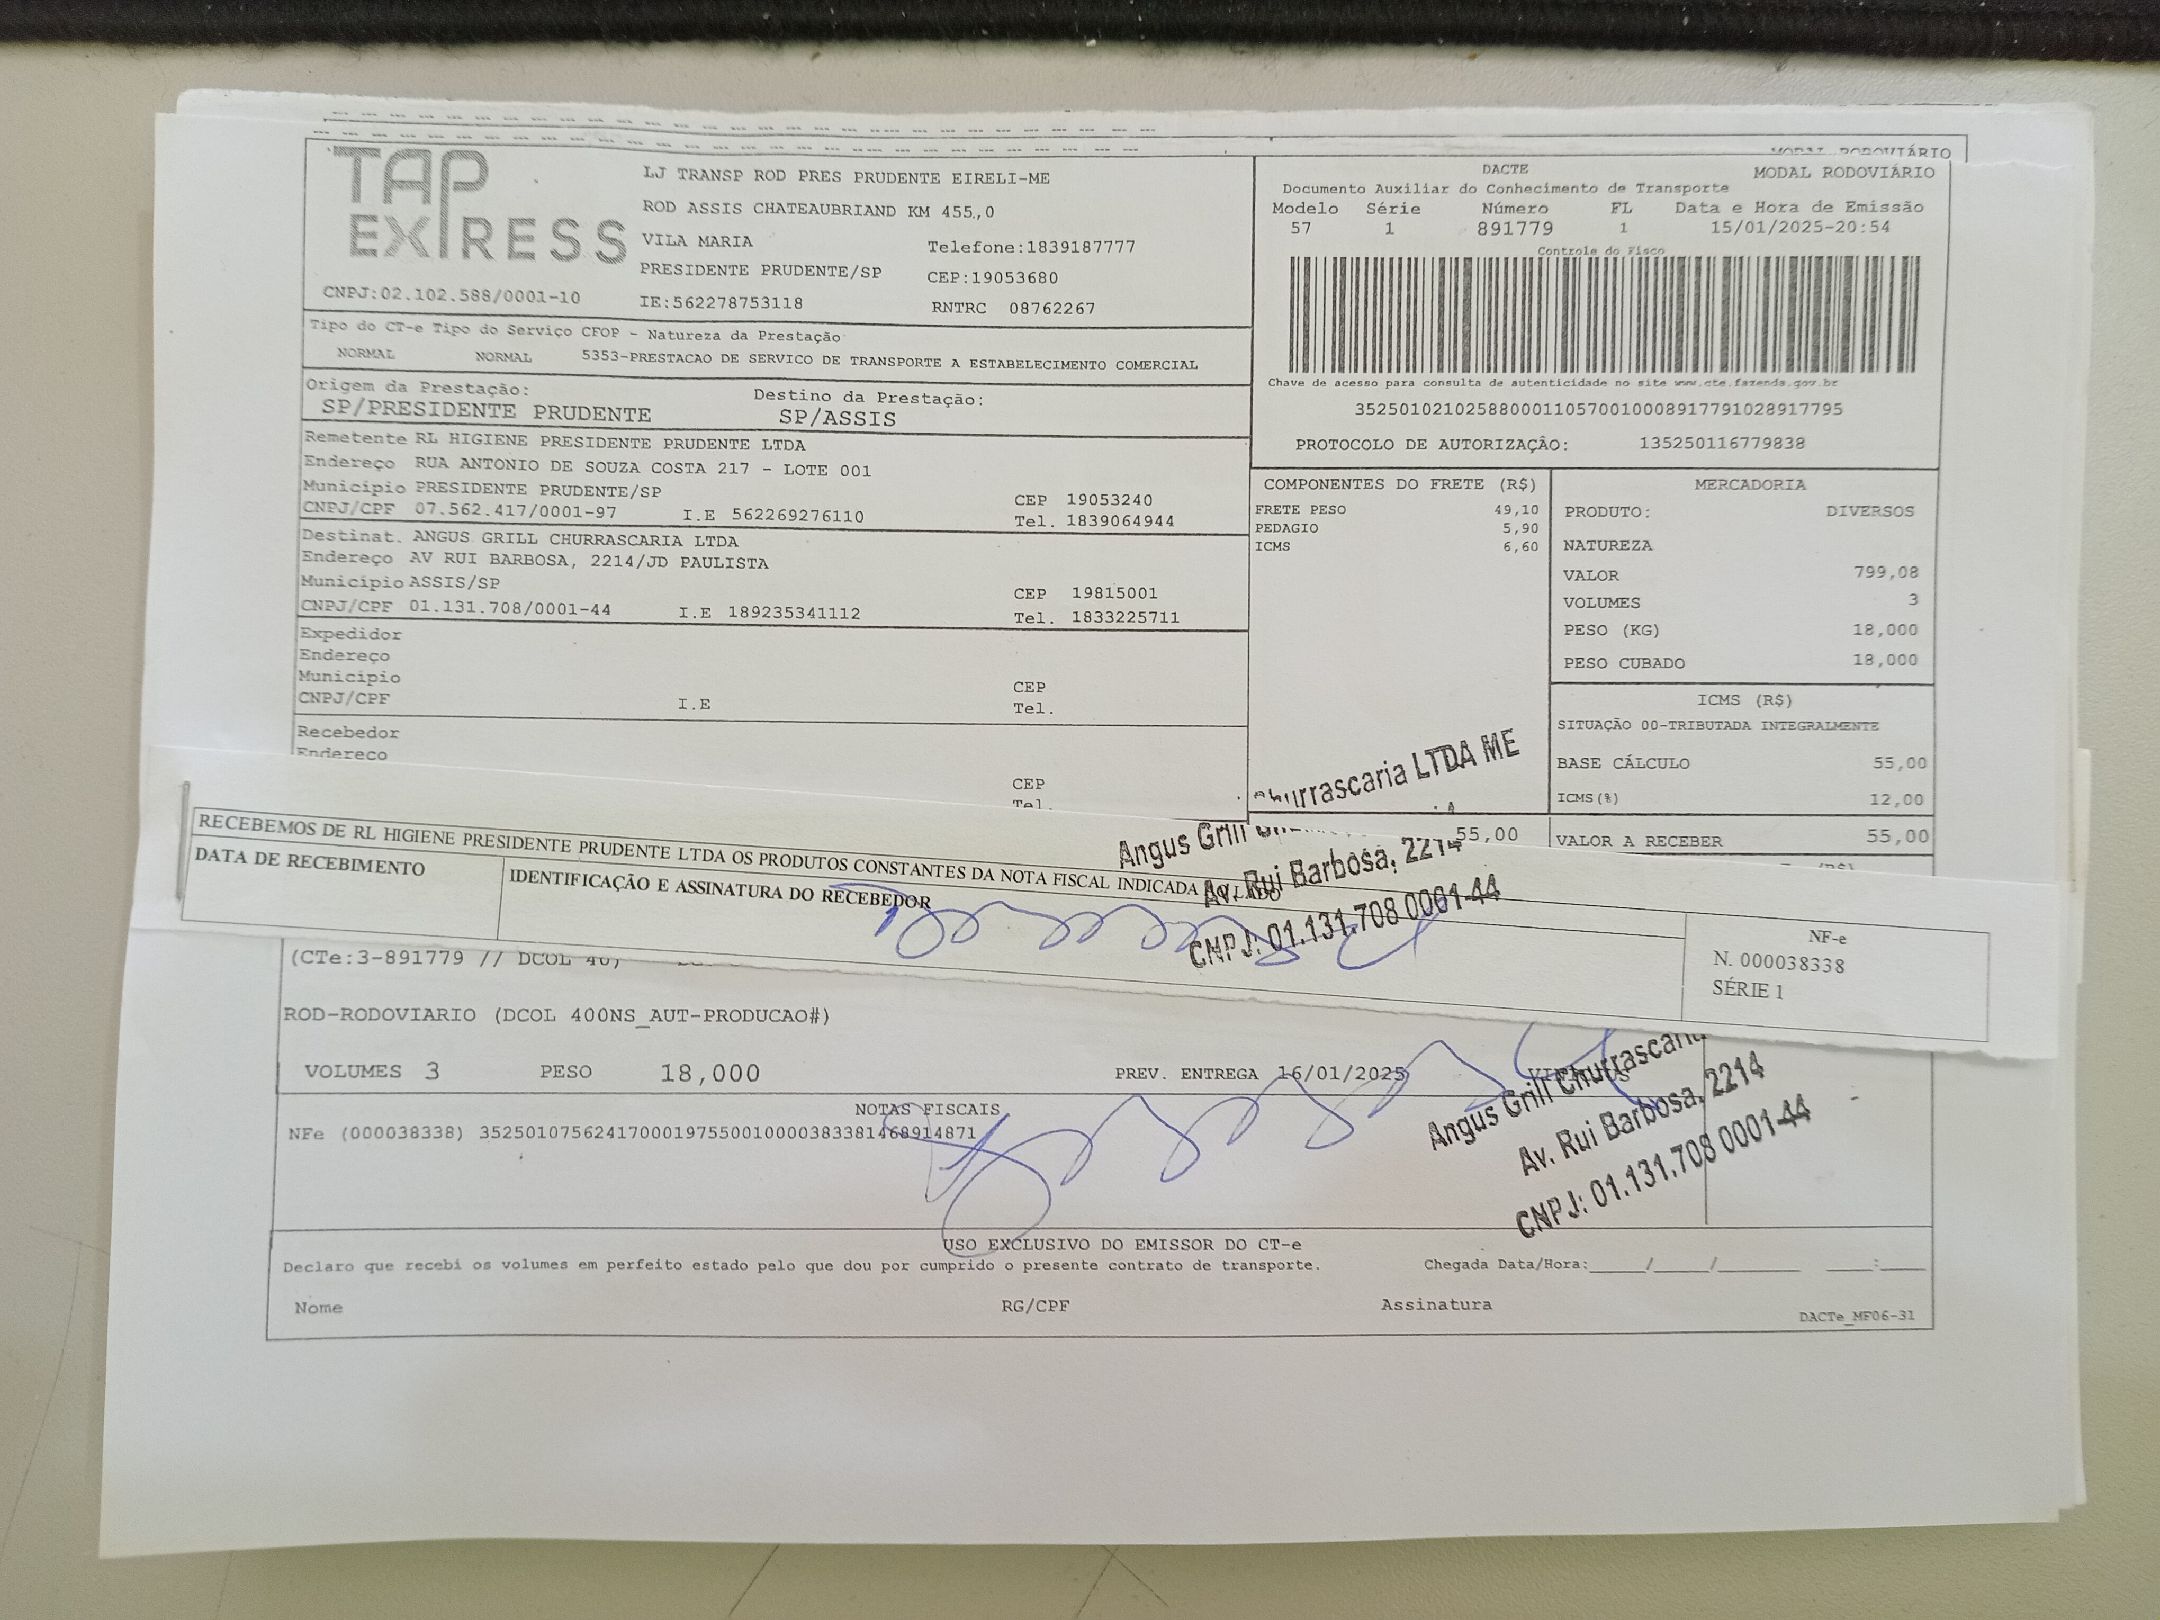 MODAL RODOVIÁRIO
TAP EXPRESS
LJ TRANSP ROD PRES PRUDENTE EIRELI-ME
ROD ASSIS CHATEAUBRIAND KM 455,,0
VILA MARIA
Telefone:1839187777
PRESIDENTE PRUDENTE/SP
CEP:19053680
CNPJ:02.102.588/0001-10
IE:562278753118
RNTRC 08762267
DACTE
MODAL RODOVIÁRIO
Documento Auxiliar do Conhecimento de Transporte
Modelo Série Número FL Data e Hora de Emissão
57 1 891779 1 15/01/2025-20:54
Controle do Fisco
Chave de acesso para consulta de autenticidade no site www.cte.fazenda.gov.br
35250102102588000110570010008917791028917795
PROTOCOLO DE AUTORIZAÇÃO: 135250116779838
Tipo do CT-e Tipo do Serviço CFOP - Natureza da Prestação
NORMAL NORMAL 5353-PRESTACAO DE SERVICO DE TRANSPORTE A ESTABELECIMENTO COMERCIAL
Origem da Prestação: Destino da Prestação:
SP/PRESIDENTE PRUDENTE SP/ASSIS
Remetente RL HIGIENE PRESIDENTE PRUDENTE LTDA
Endereço RUA ANTONIO DE SOUZA COSTA 217 - LOTE 001
Município PRESIDENTE PRUDENTE/SP CEP 19053240
CNPJ/CPF 07.562.417/0001-97 I.E 562269276110 Tel. 1839064944
Destinat. ANGUS GRILL CHURRASCARIA LTDA
Endereço AV RUI BARBOSA, 2214/JD PAULISTA
Município ASSIS/SP CEP 19815001
CNPJ/CPF 01.131.708/0001-44 I.E 189235341112 Tel. 1833225711
Expedidor
Endereço
Município CEP
CNPJ/CPF I.E Tel.
Recebedor
Endereço
CEP
Tel.
COMPONENTES DO FRETE (R$)
FRETE PESO 49,10
PEDAGIO 5,90
ICMS 6,60
55,00
MERCADORIA
PRODUTO: DIVERSOS
NATUREZA
VALOR 799,08
VOLUMES 3
PESO (KG) 18,000
PESO CUBADO 18,000
ICMS (R$)
SITUAÇÃO 00-TRIBUTADA INTEGRALMENTE
BASE CÁLCULO 55,00
ICMS(%) 12,00
VALOR A RECEBER 55,00
Churrascaria LTDA ME
Angus Grill
Av. Rui Barbosa, 2214
CNPJ: 01.131.708 0001-44
RECEBEMOS DE RL HIGIENE PRESIDENTE PRUDENTE LTDA OS PRODUTOS CONSTANTES DA NOTA FISCAL INDICADA AO LADO
DATA DE RECEBIMENTO
IDENTIFICAÇÃO E ASSINATURA DO RECEBEDOR
NF-e
N. 000038338
SÉRIE 1
(CTe:3-891779 // DCOL 40)
ROD-RODOVIARIO (DCOL 400NS_AUT-PRODUCAO#)
VOLUMES 3 PESO 18,000 PREV. ENTREGA 16/01/2025
NOTAS FISCAIS
NFe (000038338) 35250107562417000197550010000383381468914871
Angus Grill Churrascaria
Av. Rui Barbosa, 2214
CNPJ: 01.131.708 0001-44
USO EXCLUSIVO DO EMISSOR DO CT-e
Declaro que recebi os volumes em perfeito estado pelo que dou por cumprido o presente contrato de transporte. Chegada Data/Hora:_____/_____/________ ____:____
Nome RG/CPF Assinatura
DACTe_MF06-31